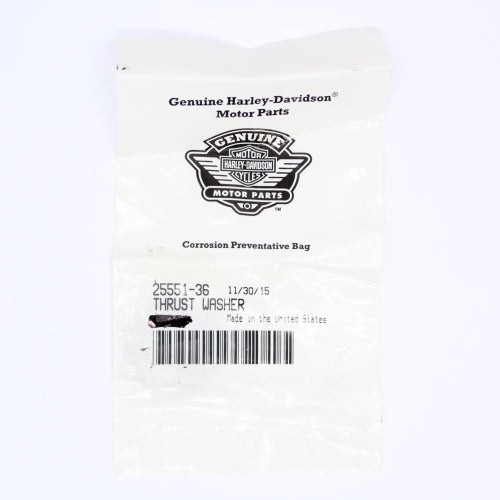 Genuine Harley-Davidson®
Motor Parts
GENUINE
MOTOR
HARLEY-DAVIDSON
CYCLES
MOTOR PARTS
™
Corrosion Preventative Bag
25551-36 11/30/15
THRUST WASHER
Made in the United States